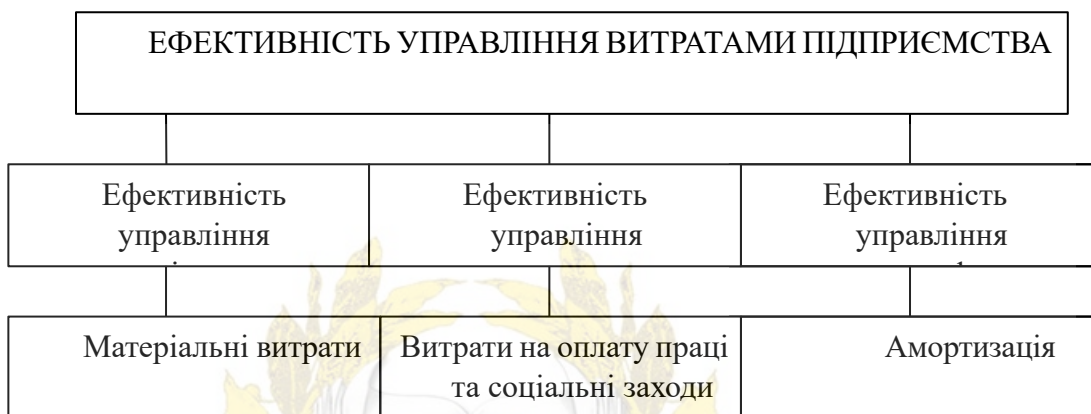 ЕФЕКТИВНІСТЬ УПРАВЛІННЯ ВИТРАТАМИ ПІДПРИЄМСТВА
Ефективність
управління
Ефективність
управління
Ефективність
управління
Матеріальні витрати
Витрати на оплату праці
та соціальні заходи
Амортизація